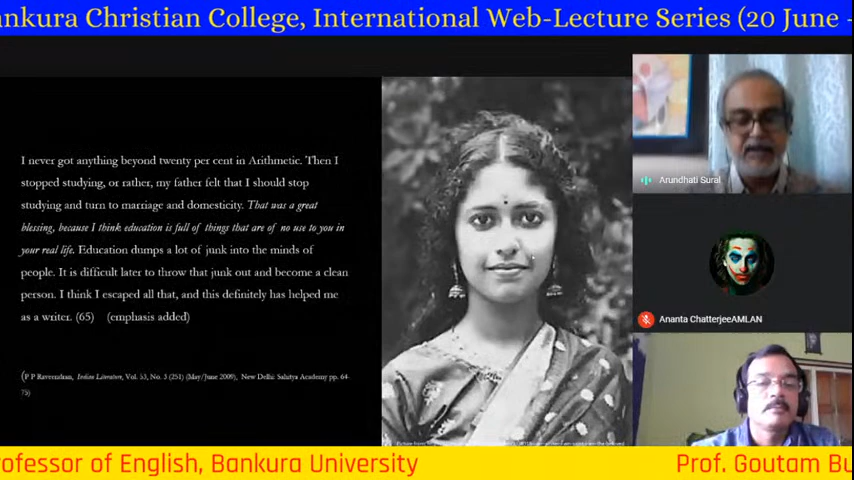 nkura Christian College, International Web-Lecture Series (20 June -
I never got anything beyond twenty per cent in Arithmetic. Then I
stopped studying, or rather, my father felt that I should stop
studying and turn to marriage and domesticity. That was a great
blessing, because I think education is full of things that are of no use to you in
your real life. Education dumps a lot of junk into the minds of
people. It is difficult later to throw that junk out and become a clean
person. I think I escaped all that, and this definitely has helped me
as a writer. (65) (emphasis added)
(P P Raveendran, Indian Literature, Vol. 53, No. 3 (251) (May/June 2009), New Delhi: Sahitya Academy pp. 64-
75)
Arundhati Sural
Ananta ChatterjeeAMLAN
rofessor of English, Bankura University
Prof. Goutam Bu